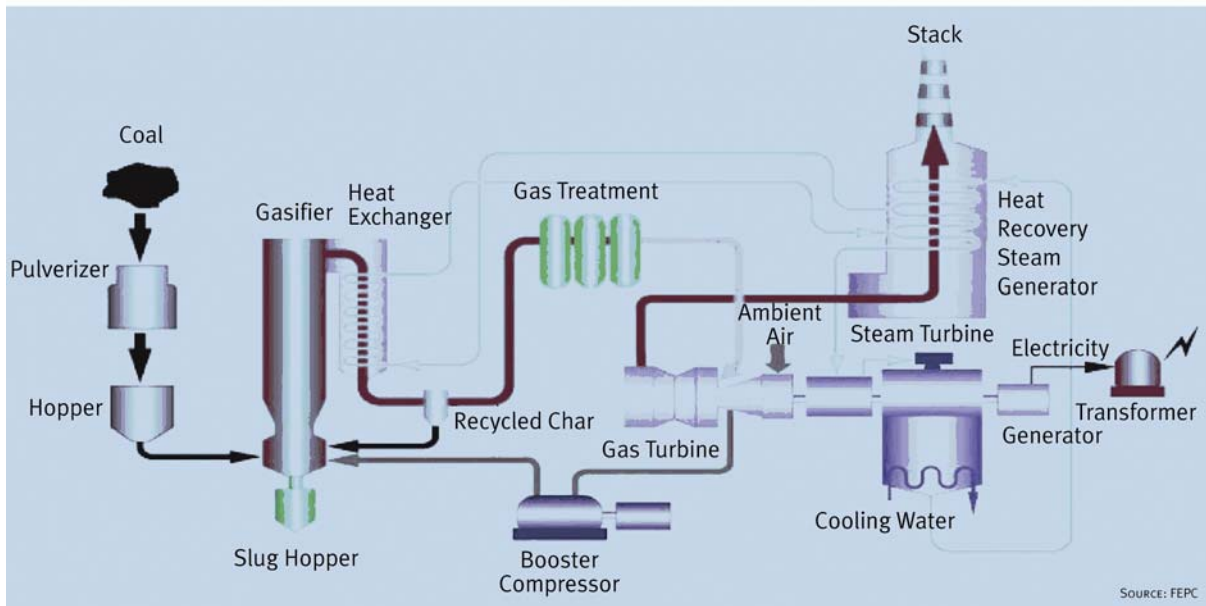 Stack
Coal
Gasifier
Heat
Exchanger
Gas Treatment
Heat
Recovery
Steam
Generator
Pulverizer
Ambient
Air
Steam Turbine
Electricity
Hopper
Recycled Char
Transformer
Generator
Gas Turbine
Cooling Water
Slug Hopper
Booster
Compressor
SOURCE: FEPC